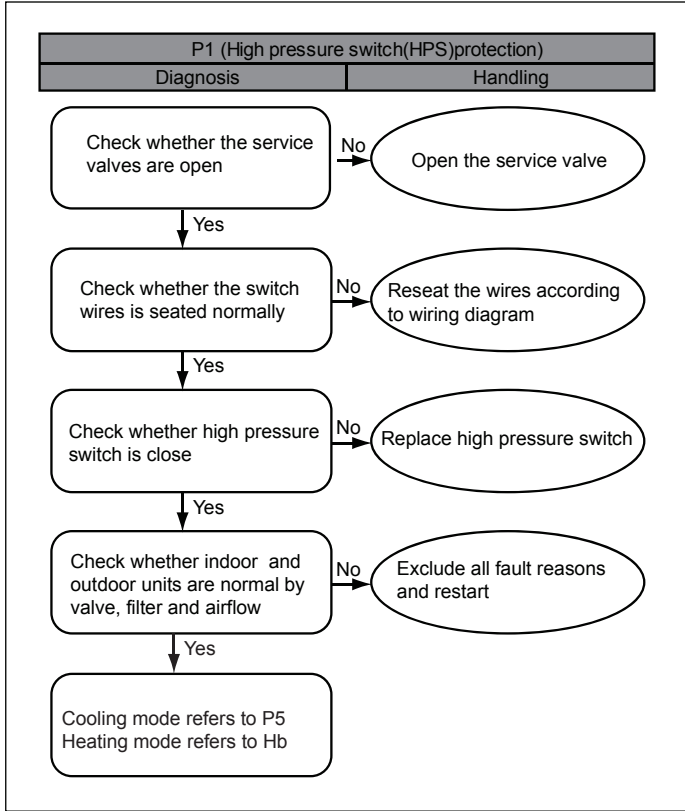 P1 (High pressure switch(HPS)protection)
Diagnosis
Handling
Check whether the service
valves are open
No
Open the service valve
Yes
Check whether the switch
wires is seated normally
No
Reseat the wires according
to wiring diagram
Yes
Check whether high pressure
switch is close
No
Replace high pressure switch
Yes
Check whether indoor and
outdoor units are normal by
valve, filter and airflow
No
Exclude all fault reasons
and restart
Yes
Cooling mode refers to P5
Heating mode refers to Hb